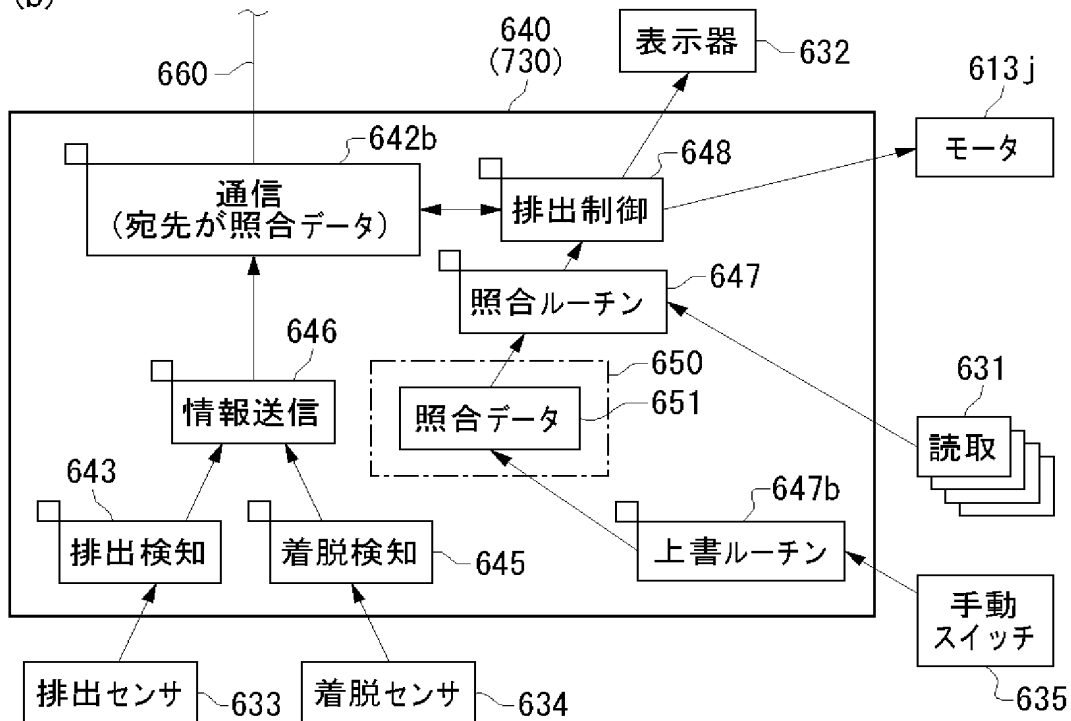 (b)
660
640
(730)
表示器
632
613j
モータ
642b
通信
(宛先が照合データ)
648
排出制御
647
照合ルーチン
646
情報送信
650
照合データ
651
631
読取
643
排出検知
着脱検知
645
647b
上書ルーチン
手動
スイッチ
635
排出センサ
633
着脱センサ
634